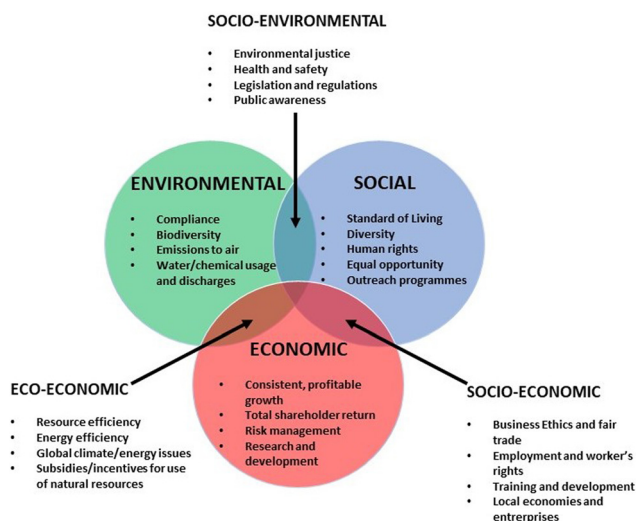 SOCIO-ENVIRONMENTAL
• Environmental justice
• Health and safety
• Legislation and regulations
• Public awareness
ENVIRONMENTAL
• Compliance
• Biodiversity
• Emissions to air
• Water/chemical usage
and discharges
SOCIAL
• Standard of Living
• Diversity
• Human rights
• Equal opportunity
• Outreach programmes
ECONOMIC
• Consistent, profitable
growth
• Total shareholder return
• Risk management
• Research and
development
ECO-ECONOMIC
• Resource efficiency
• Energy efficiency
• Global climate/energy issues
• Subsidies/incentives for use
of natural resources
SOCIO-ECONOMIC
• Business Ethics and fair
trade
• Employment and worker's
rights
• Training and development
• Local economies and
entrerprises